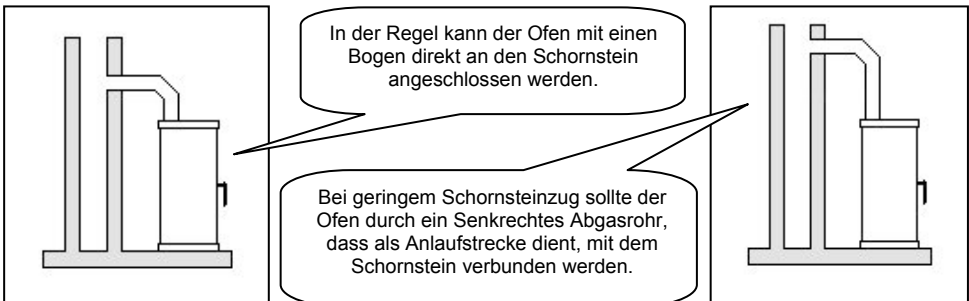 In der Regel kann der Ofen mit einen
Bogen direkt an den Schornstein
angeschlossen werden.
Bei geringem Schornsteinzug sollte der
Ofen durch ein Senkrechtes Abgasrohr,
dass als Anlaufstrecke dient, mit dem
Schornstein verbunden werden.